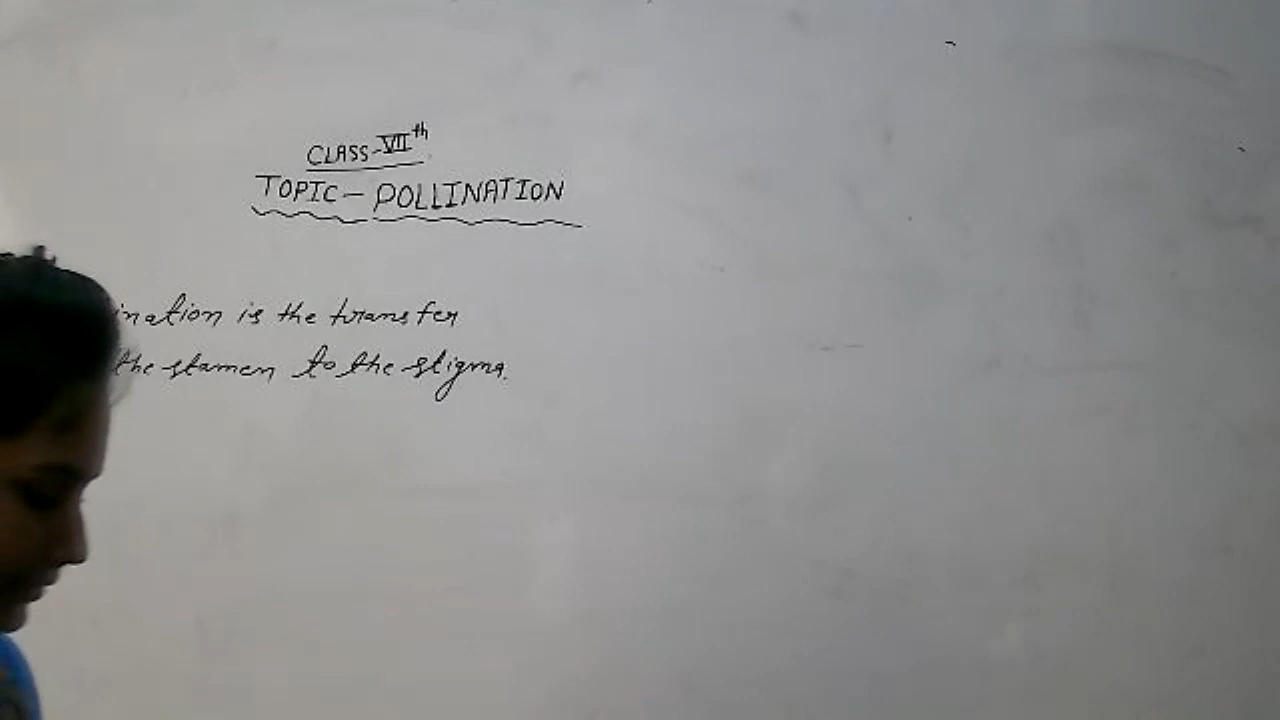 CLASS-VIIth
TOPIC - POLLINATION
ination is the transfer
the stamen to the stigma.